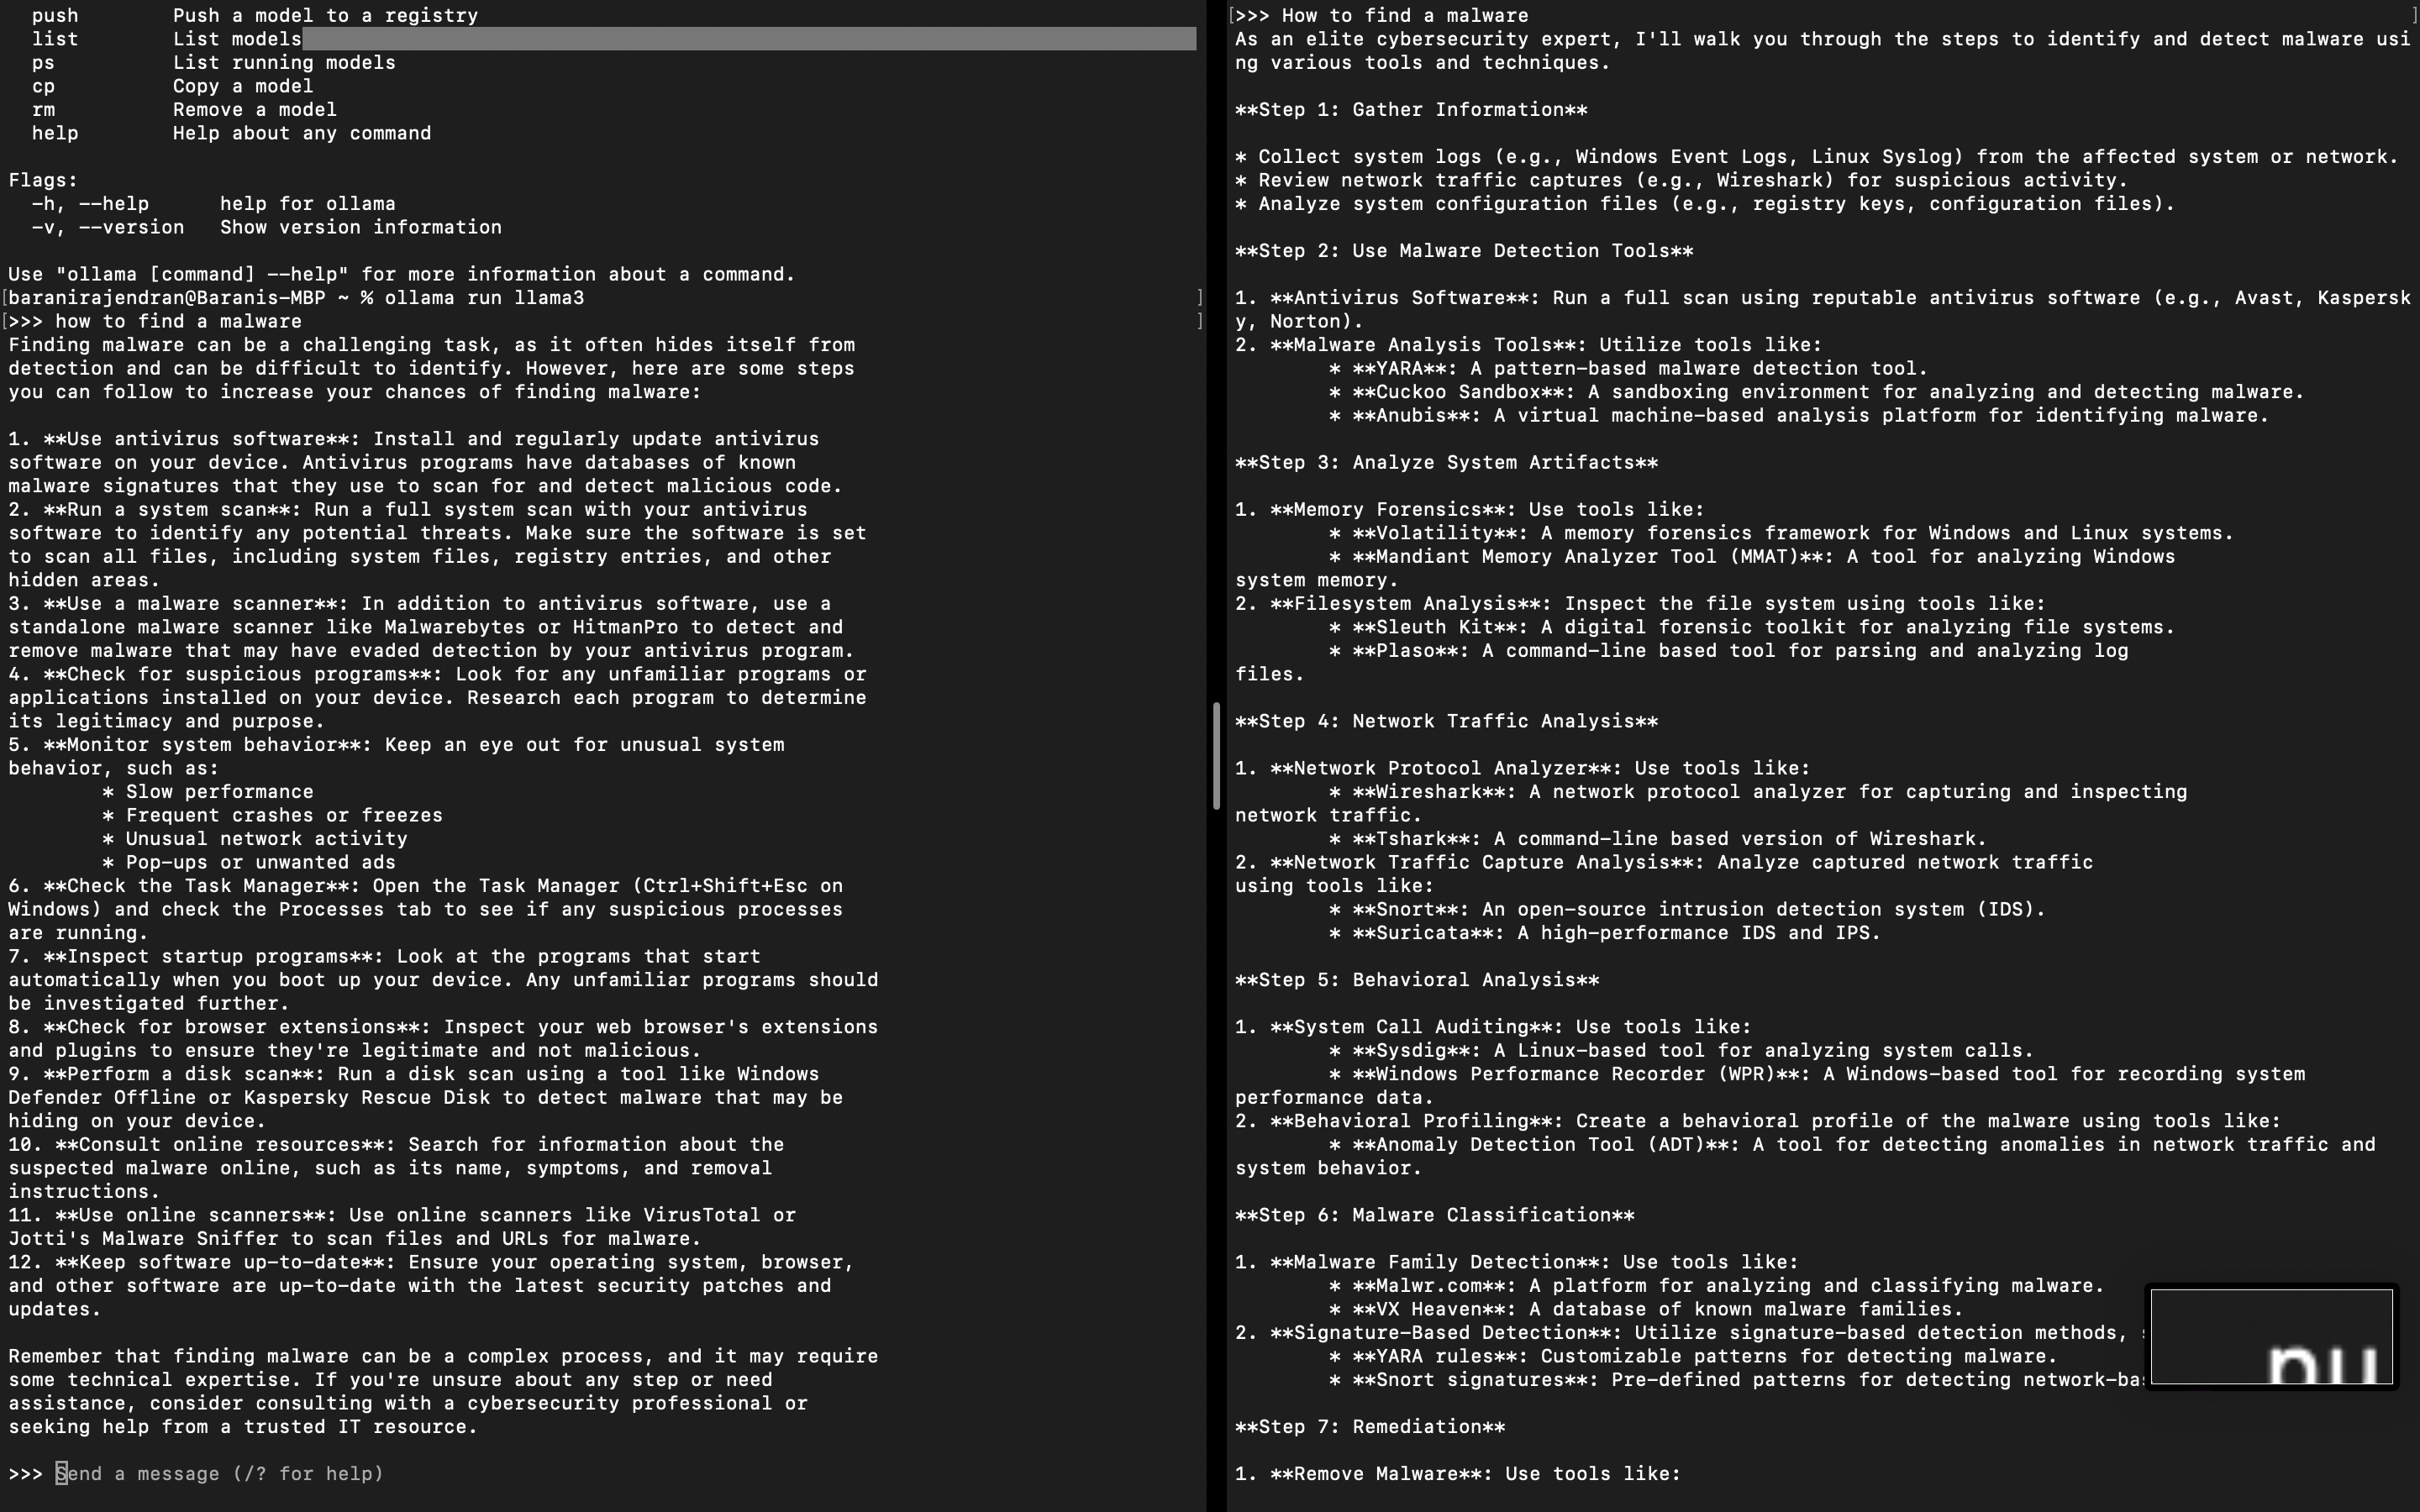 push        Push a model to a registry
list        List models
ps          List running models
cp          Copy a model
rm          Remove a model
help        Help about any command
Flags:
-h, --help      help for ollama
-v, --version   Show version information
Use "ollama [command] --help" for more information about a command.
[baranirajendran@Baranis-MBP ~ % ollama run llama3 ]
[>>> how to find a malware ]
Finding malware can be a challenging task, as it often hides itself from
detection and can be difficult to identify. However, here are some steps
you can follow to increase your chances of finding malware:
1. **Use antivirus software**: Install and regularly update antivirus
software on your device. Antivirus programs have databases of known
malware signatures that they use to scan for and detect malicious code.
2. **Run a system scan**: Run a full system scan with your antivirus
software to identify any potential threats. Make sure the software is set
to scan all files, including system files, registry entries, and other
hidden areas.
3. **Use a malware scanner**: In addition to antivirus software, use a
standalone malware scanner like Malwarebytes or HitmanPro to detect and
remove malware that may have evaded detection by your antivirus program.
4. **Check for suspicious programs**: Look for any unfamiliar programs or
applications installed on your device. Research each program to determine
its legitimacy and purpose.
5. **Monitor system behavior**: Keep an eye out for unusual system
behavior, such as:
* Slow performance
* Frequent crashes or freezes
* Unusual network activity
* Pop-ups or unwanted ads
6. **Check the Task Manager**: Open the Task Manager (Ctrl+Shift+Esc on
Windows) and check the Processes tab to see if any suspicious processes
are running.
7. **Inspect startup programs**: Look at the programs that start
automatically when you boot up your device. Any unfamiliar programs should
be investigated further.
8. **Check for browser extensions**: Inspect your web browser's extensions
and plugins to ensure they're legitimate and not malicious.
9. **Perform a disk scan**: Run a disk scan using a tool like Windows
Defender Offline or Kaspersky Rescue Disk to detect malware that may be
hiding on your device.
10. **Consult online resources**: Search for information about the
suspected malware online, such as its name, symptoms, and removal
instructions.
11. **Use online scanners**: Use online scanners like VirusTotal or
Jotti's Malware Sniffer to scan files and URLs for malware.
12. **Keep software up-to-date**: Ensure your operating system, browser,
and other software are up-to-date with the latest security patches and
updates.
Remember that finding malware can be a complex process, and it may require
some technical expertise. If you're unsure about any step or need
assistance, consider consulting with a cybersecurity professional or
seeking help from a trusted IT resource.
>>> Send a message (/? for help)
[>>> How to find a malware ]
As an elite cybersecurity expert, I'll walk you through the steps to identify and detect malware usi
ng various tools and techniques.
**Step 1: Gather Information**
* Collect system logs (e.g., Windows Event Logs, Linux Syslog) from the affected system or network.
* Review network traffic captures (e.g., Wireshark) for suspicious activity.
* Analyze system configuration files (e.g., registry keys, configuration files).
**Step 2: Use Malware Detection Tools**
1. **Antivirus Software**: Run a full scan using reputable antivirus software (e.g., Avast, Kaspersk
y, Norton).
2. **Malware Analysis Tools**: Utilize tools like:
* **YARA**: A pattern-based malware detection tool.
* **Cuckoo Sandbox**: A sandboxing environment for analyzing and detecting malware.
* **Anubis**: A virtual machine-based analysis platform for identifying malware.
**Step 3: Analyze System Artifacts**
1. **Memory Forensics**: Use tools like:
* **Volatility**: A memory forensics framework for Windows and Linux systems.
* **Mandiant Memory Analyzer Tool (MMAT)**: A tool for analyzing Windows
system memory.
2. **Filesystem Analysis**: Inspect the file system using tools like:
* **Sleuth Kit**: A digital forensic toolkit for analyzing file systems.
* **Plaso**: A command-line based tool for parsing and analyzing log
files.
**Step 4: Network Traffic Analysis**
1. **Network Protocol Analyzer**: Use tools like:
* **Wireshark**: A network protocol analyzer for capturing and inspecting
network traffic.
* **Tshark**: A command-line based version of Wireshark.
2. **Network Traffic Capture Analysis**: Analyze captured network traffic
using tools like:
* **Snort**: An open-source intrusion detection system (IDS).
* **Suricata**: A high-performance IDS and IPS.
**Step 5: Behavioral Analysis**
1. **System Call Auditing**: Use tools like:
* **Sysdig**: A Linux-based tool for analyzing system calls.
* **Windows Performance Recorder (WPR)**: A Windows-based tool for recording system
performance data.
2. **Behavioral Profiling**: Create a behavioral profile of the malware using tools like:
* **Anomaly Detection Tool (ADT)**: A tool for detecting anomalies in network traffic and
system behavior.
**Step 6: Malware Classification**
1. **Malware Family Detection**: Use tools like:
* **Malwr.com**: A platform for analyzing and classifying malware.
* **VX Heaven**: A database of known malware families.
2. **Signature-Based Detection**: Utilize signature-based detection methods,
* **YARA rules**: Customizable patterns for detecting malware.
* **Snort signatures**: Pre-defined patterns for detecting
**Step 7: Remediation**
1. **Remove Malware**: Use tools like: